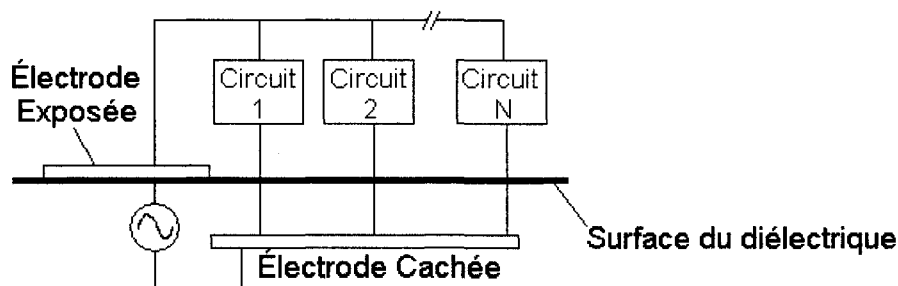 Électrode
Exposée
Circuit
1
Circuit
2
Circuit
N
Surface du diélectrique
Électrode Cachée